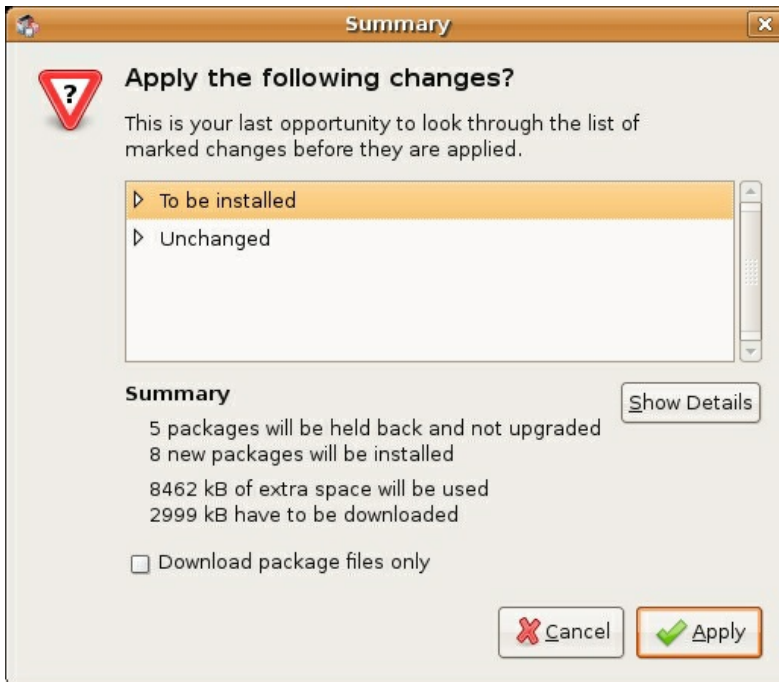 Summary
Apply the following changes?
This is your last opportunity to look through the list of
marked changes before they are applied.
To be installed
Unchanged
Summary
Show Details
5 packages will be held back and not upgraded
8 new packages will be installed
8462 kB of extra space will be used
2999 kB have to be downloaded
Download package files only
Cancel
Apply